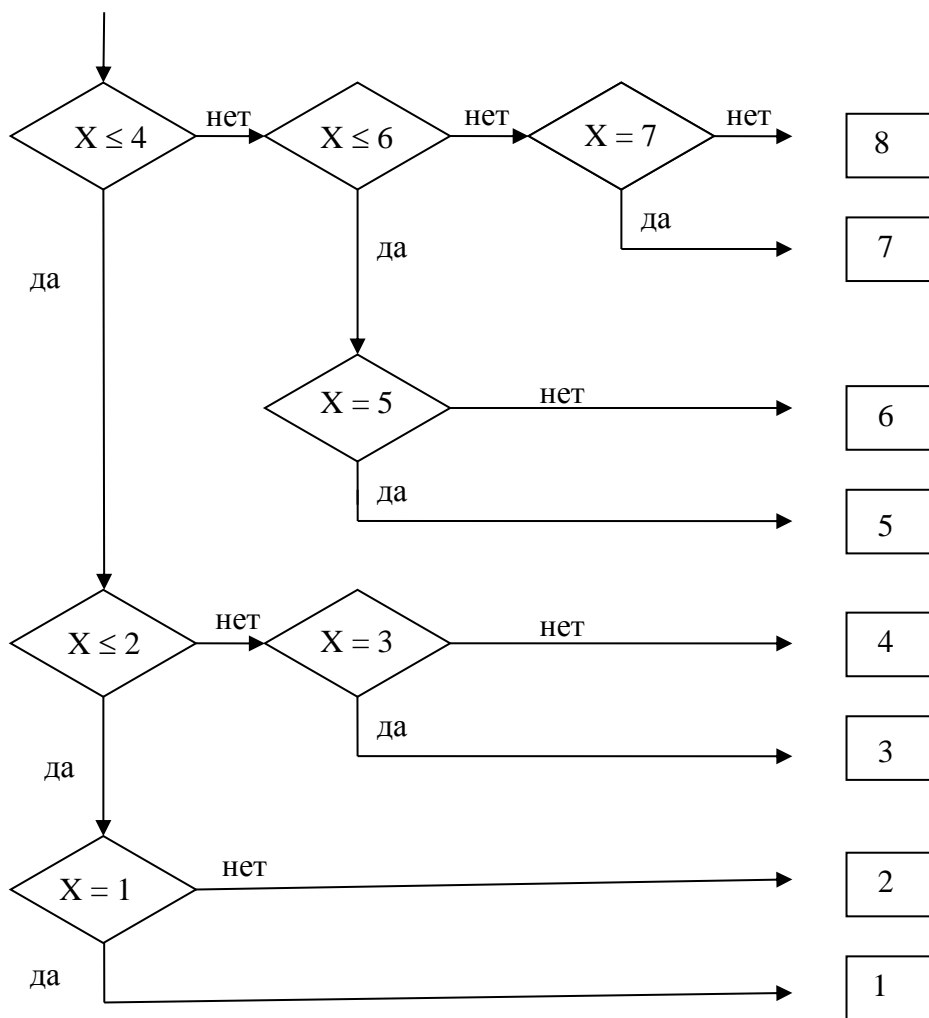 X ≤ 4 нет X ≤ 6 нет X = 7 нет 8
да 7
да да
X = 5 нет 6
да 5
X ≤ 2 нет X = 3 нет 4
да 3
да
X = 1 нет 2
да 1